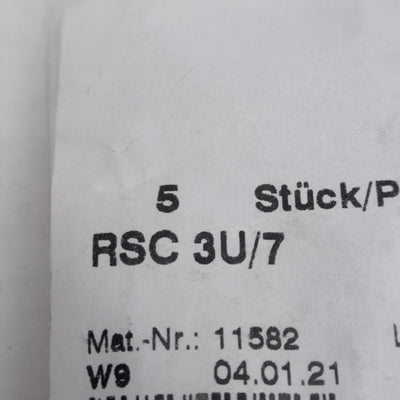 5 Stück/P
RSC 3U/7
Mat.-Nr.: 11582
W9 04.01.21